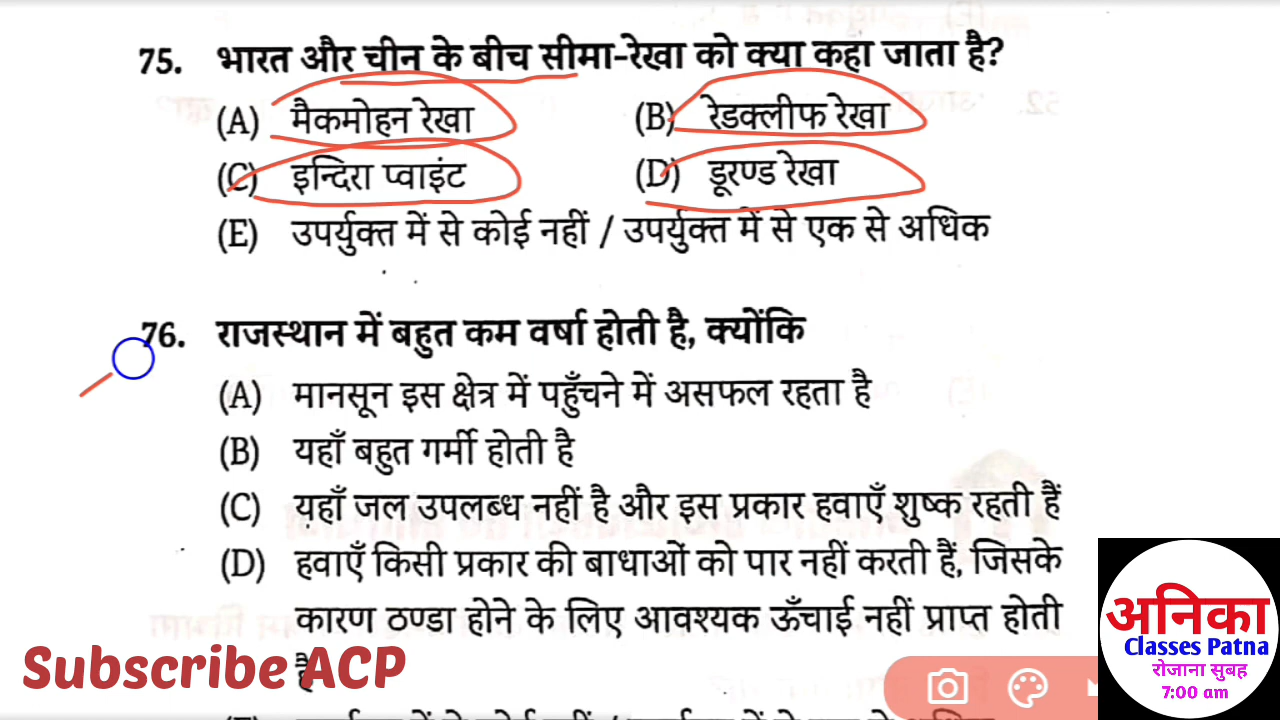 75. भारत और चीन के बीच सीमा-रेखा को क्या कहा जाता है?
(A) मैकमोहन रेखा (B) रेडक्लीफ रेखा
(C) इन्दिरा प्वाइंट (D) डूरण्ड रेखा
(E) उपर्युक्त में से कोई नहीं / उपर्युक्त में से एक से अधिक
76. राजस्थान में बहुत कम वर्षा होती है, क्योंकि
(A) मानसून इस क्षेत्र में पहुँचने में असफल रहता है
(B) यहाँ बहुत गर्मी होती है
(C) यहाँ जल उपलब्ध नहीं है और इस प्रकार हवाएँ शुष्क रहती हैं
(D) हवाएँ किसी प्रकार की बाधाओं को पार नहीं करती हैं, जिसके
कारण ठण्डा होने के लिए आवश्यक ऊँचाई नहीं प्राप्त होती
है
Subscribe ACP
अनिका
Classes Patna
रोजाना सुबह
7:00 am